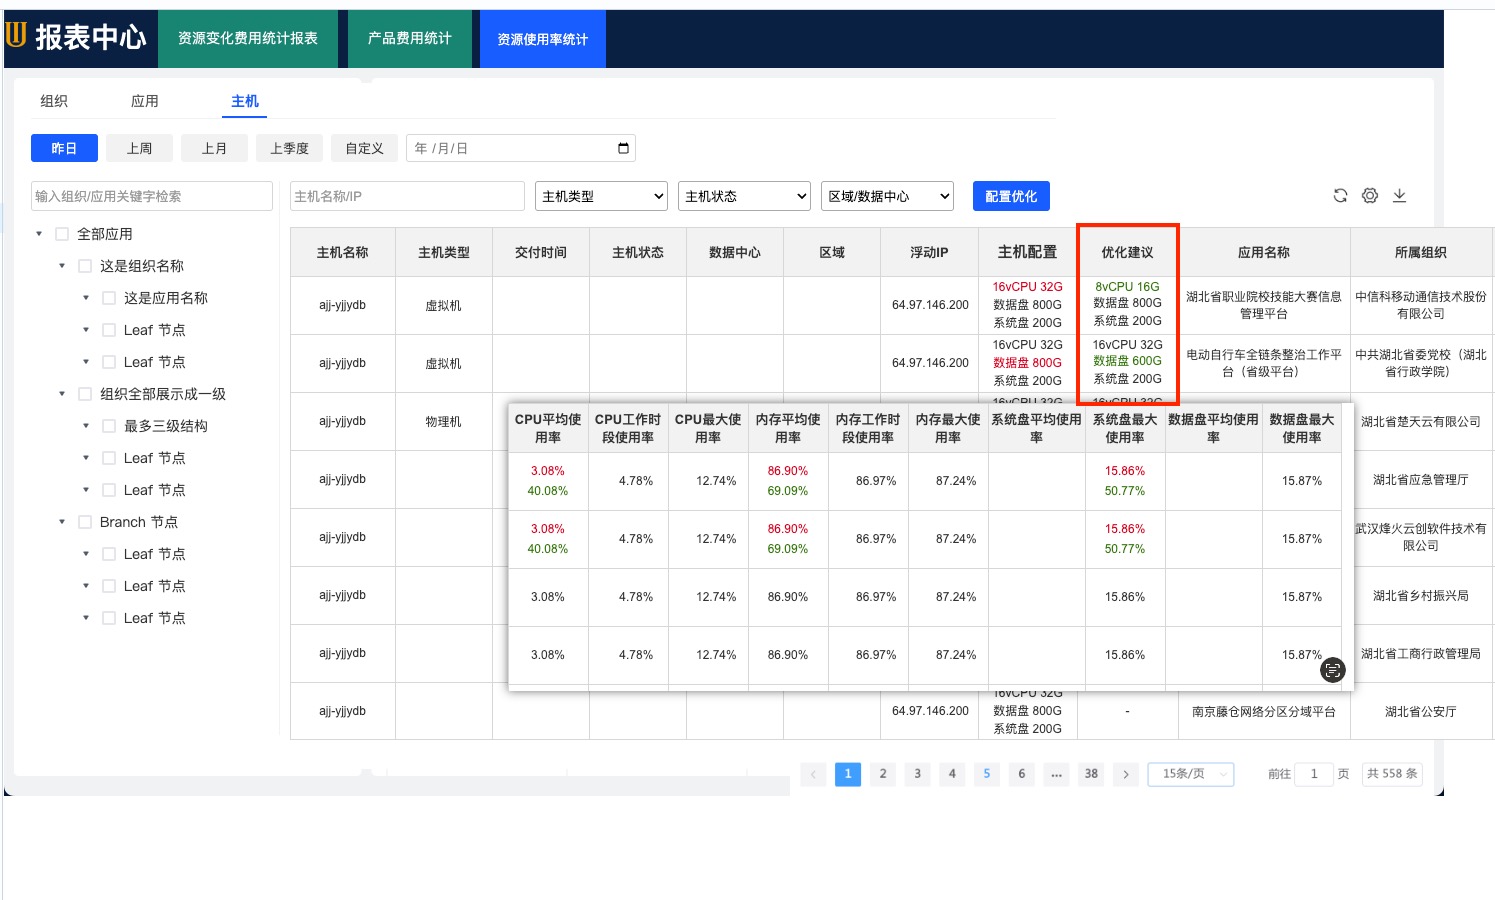 报表中心
资源变化费用统计报表
产品费用统计
资源使用率统计
组织
应用
主机
昨日
上周
上月
上季度
自定义
年 /月/日
输入组织/应用关键字检索
主机名称/IP
主机类型
主机状态
区域/数据中心
配置优化
全部应用
这是组织名称
这是应用名称
Leaf 节点
Leaf 节点
组织全部展示成一级
最多三级结构
Leaf 节点
Leaf 节点
Branch 节点
Leaf 节点
Leaf 节点
Leaf 节点
主机名称 主机类型 交付时间 主机状态 数据中心 区域 浮动IP 主机配置 优化建议 应用名称 所属组织
ajj-yjjydb 虚拟机 64.97.146.200
16vCPU 32G
数据盘 800G
系统盘 200G
8vCPU 16G
数据盘 800G
系统盘 200G
湖北省职业院校技能大赛信息
管理平台
中信科移动通信技术股份
有限公司
ajj-yjjydb 虚拟机 64.97.146.200
16vCPU 32G
数据盘 800G
系统盘 200G
16vCPU 32G
数据盘 600G
系统盘 200G
电动自行车全链条整治工作平
台（省级平台）
中共湖北省委党校（湖北
省行政学院）
ajj-yjjydb 物理机
16vCPU 32G
16vCPU 32G
湖北省楚天云有限公司
ajj-yjjydb
湖北省应急管理厅
ajj-yjjydb
武汉烽火云创软件技术有
限公司
ajj-yjjydb
湖北省乡村振兴局
ajj-yjjydb
湖北省工商行政管理局
CPU平均使
用率
CPU工作时
段使用率
CPU最大使
用率
内存平均使
用率
内存工作时
段使用率
内存最大使
用率
系统盘平均使用
率
系统盘最大
使用率
数据盘平均使用
率
数据盘最大
使用率
3.08%
40.08%
4.78%
12.74%
86.90%
69.09%
86.97%
87.24%
15.86%
50.77%
15.87%
3.08%
40.08%
4.78%
12.74%
86.90%
69.09%
86.97%
87.24%
15.86%
50.77%
15.87%
3.08% 4.78% 12.74% 86.90% 86.97% 87.24% 15.86% 15.87%
3.08% 4.78% 12.74% 86.90% 86.97% 87.24% 15.86% 15.87%
ajj-yjjydb 64.97.146.200
16vCPU 32G
数据盘 800G
系统盘 200G
-
南京藤仓网络分区分域平台
湖北省公安厅
< 1 2 3 4 5 6 ... 38 > 15条/页 前往 1 页 共 558 条